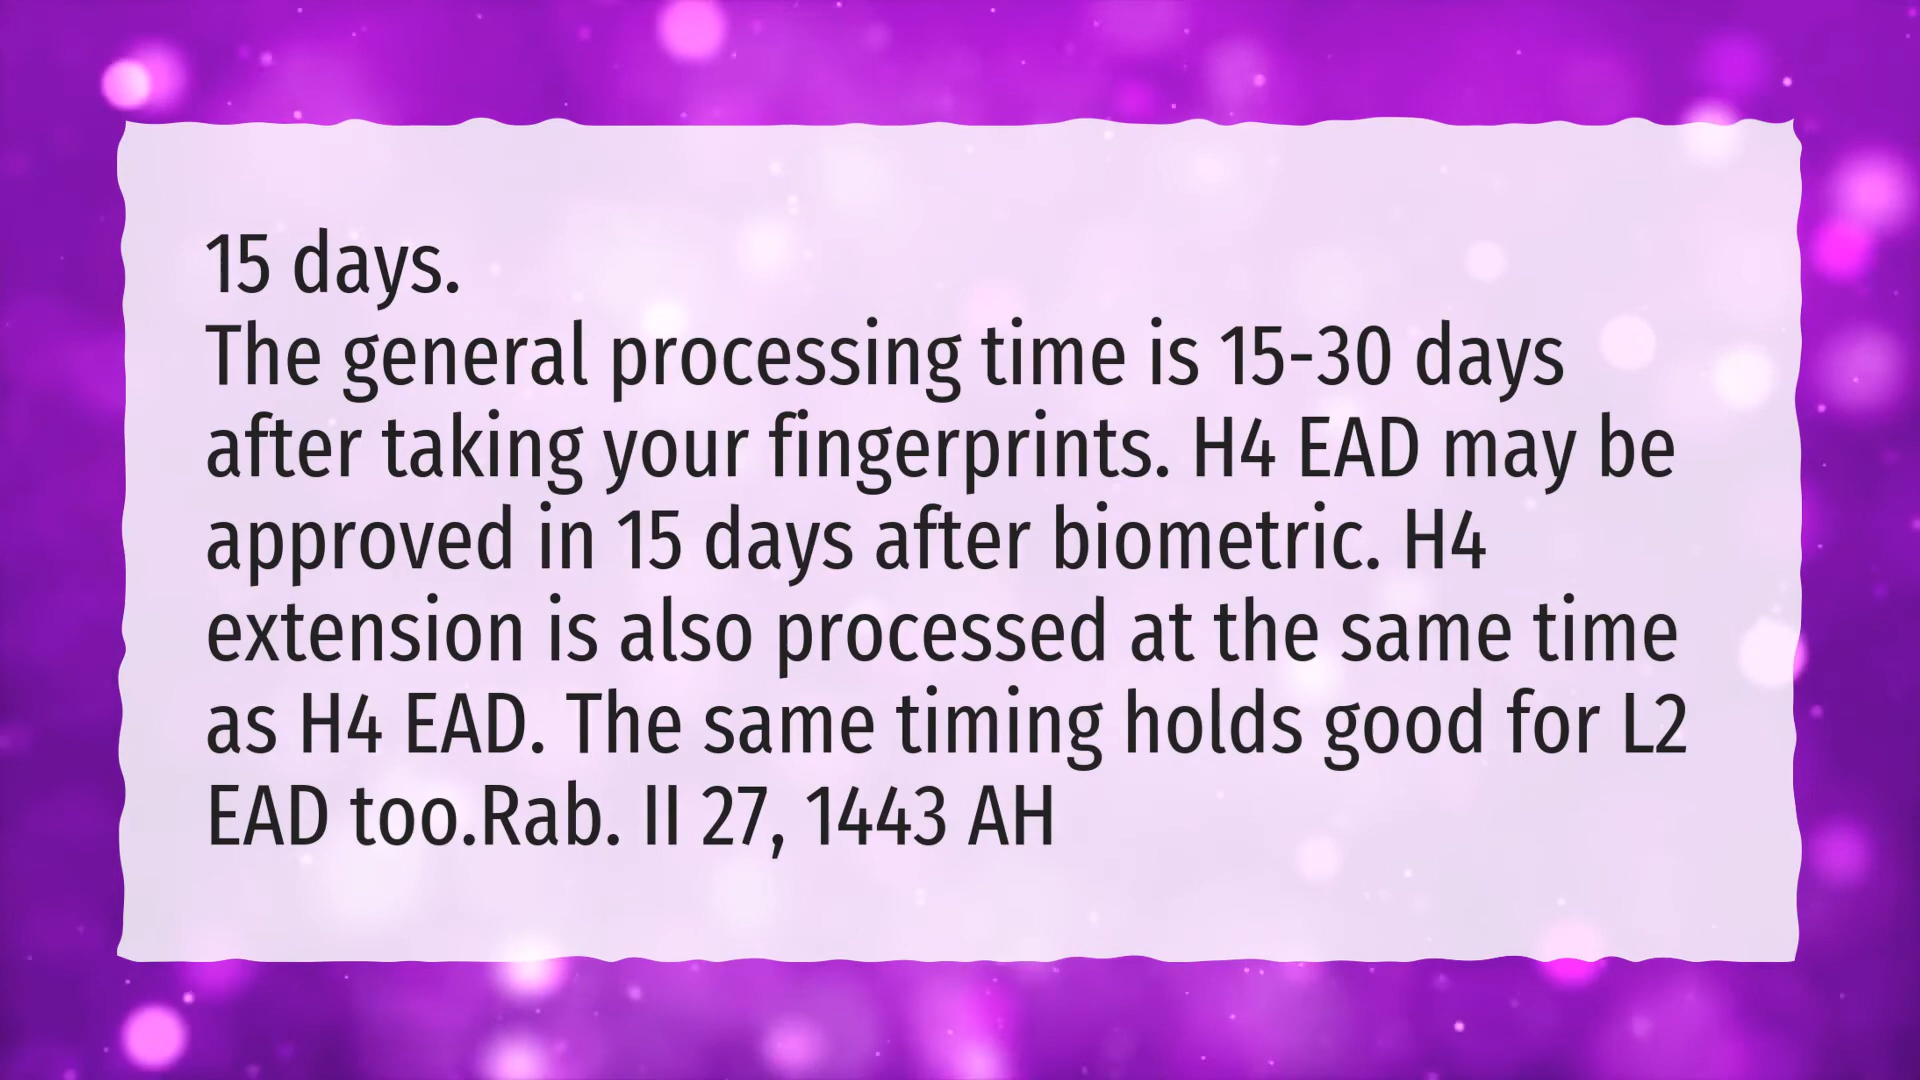 15 days.
The general processing time is 15-30 days
after taking your fingerprints. H4 EAD may be
approved in 15 days after biometric. H4
extension is also processed at the same time
as H4 EAD. The same timing holds good for L2
EAD too.Rab. II 27, 1443 AH